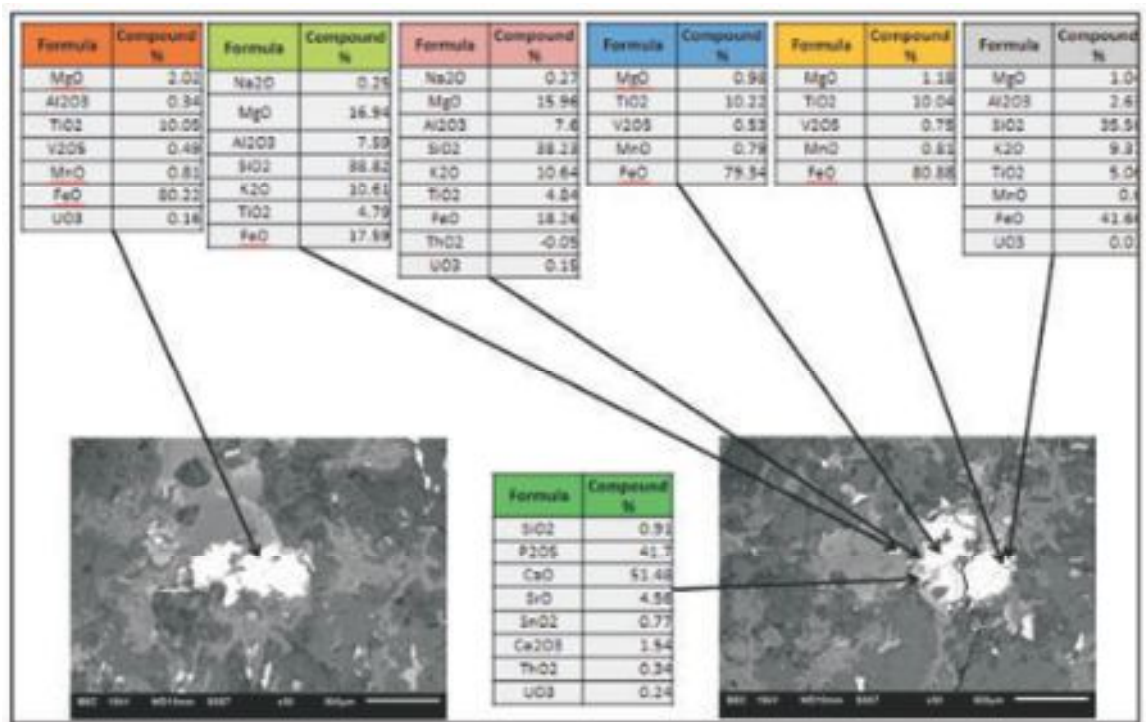 Formula Compound %
MgO 2.02
Al2O3 0.34
TiO2 10.05
V2O5 0.49
MnO 0.81
FeO 80.22
UO3 0.16
Formula Compound %
Na2O 0.25
MgO 16.94
Al2O3 7.59
SiO2 38.82
K2O 10.61
TiO2 4.79
FeO 17.59
Formula Compound %
Na2O 0.27
MgO 15.96
Al2O3 7.6
SiO2 38.23
K2O 10.64
TiO2 4.84
FeO 18.26
ThO2 -0.05
UO3 0.15
Formula Compound %
MgO 0.98
TiO2 10.22
V2O5 0.53
MnO 0.79
FeO 79.34
Formula Compound %
MgO 1.18
TiO2 10.04
V2O5 0.75
MnO 0.81
FeO 80.88
Formula Compound %
MgO
Al2O3
SiO2
K2O
TiO2
MnO
FeO
UO3
Formula Compound %
SiO2 0.91
P2O5 41.7
CaO 51.48
SrO 4.56
SnO2 0.77
Ce2O3 1.54
ThO2 0.34
UO3 0.24